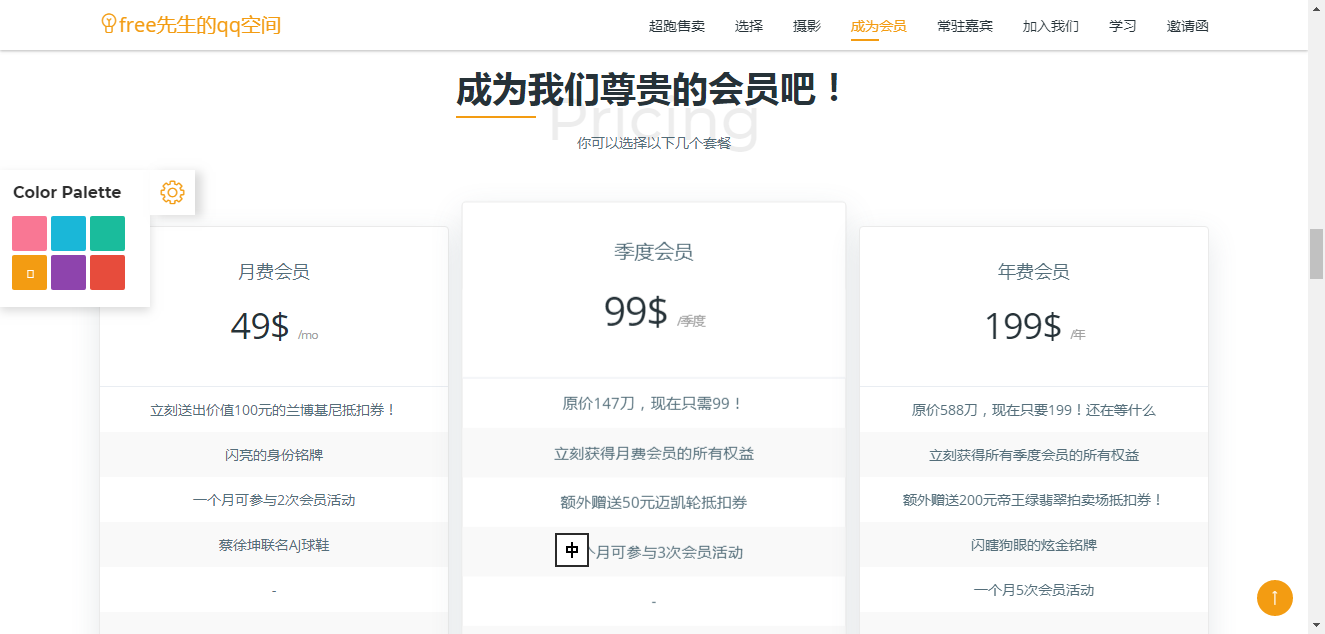 free先生的qq空间
超跑售卖 选择 摄影 成为会员 常驻嘉宾 加入我们 学习 邀请函
成为我们尊贵的会员吧！
Pricing
你可以选择以下几个套餐
Color Palette
月费会员
49$ /mo
立刻送出价值100元的兰博基尼抵扣券！
闪亮的身份铭牌
一个月可参与2次会员活动
蔡徐坤联名AJ球鞋
-
季度会员
99$ /季度
原价147刀，现在只需99！
立刻获得月费会员的所有权益
额外赠送50元迈凯轮抵扣券
中
个月可参与3次会员活动
-
年费会员
199$ /年
原价588刀，现在只要199！还在等什么
立刻获得所有季度会员的所有权益
额外赠送200元帝王绿翡翠拍卖场抵扣券！
闪瞎狗眼的炫金铭牌
一个月5次会员活动